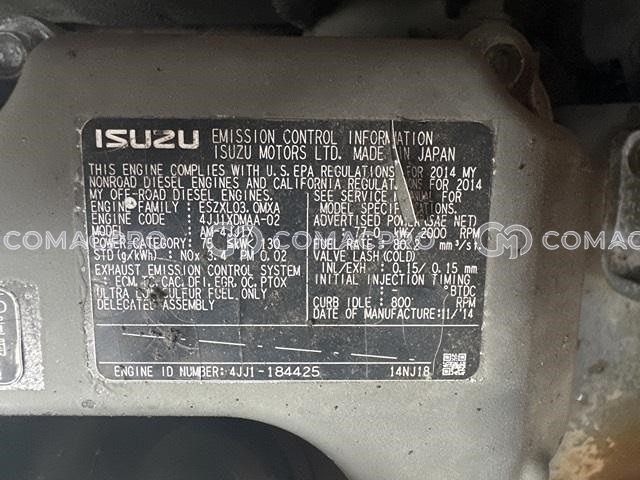 ISUZU EMISSION CONTROL INFORMATION
ISUZU MOTORS LTD. MADE IN JAPAN
THIS ENGINE COMPLIES WITH U.S.EPA REGULATIONS FOR 2014 MY
NONROAD DIESEL ENGINES AND CALIFORNIA REGULATIONS FOR 2014
MY OFF-ROAD DIESEL ENGINES. SEE SERVICE MANUAL
ENGINE FAMILY : ESZXL03.0MXA
MODEL SPECIFICATIONS
ENGINE CODE : 4JJ1XDMAA-02
ADVERTISED POWER(SAE NET)
MODEL : AM-4JJ1X
: 77.0 kW/ 2000 RPM
POWER CATEGORY: 75 ≤kW< 130
FUEL RATE: 80.2 mm³/st.
STD (g/kWh) : NOx 3.4 PM 0.02
VALVE LASH (COLD)
INL/EXH : 0.15/ 0.15 mm
EXHAUST EMISSION CONTROL SYSTEM
INITIAL INJECTION TIMING
: ECM,TC,CAC,DFI,EGR,OC,PTOX
: - °BTDC
ULTRA LOW SULFUR FUEL ONLY
CURB IDLE : 800 RPM
DELEGATED ASSEMBLY
DATE OF MANUFACTURE:11/'14
ENGINE ID NUMBER: 4JJ1-184425
14NJ18
COMAC PRO